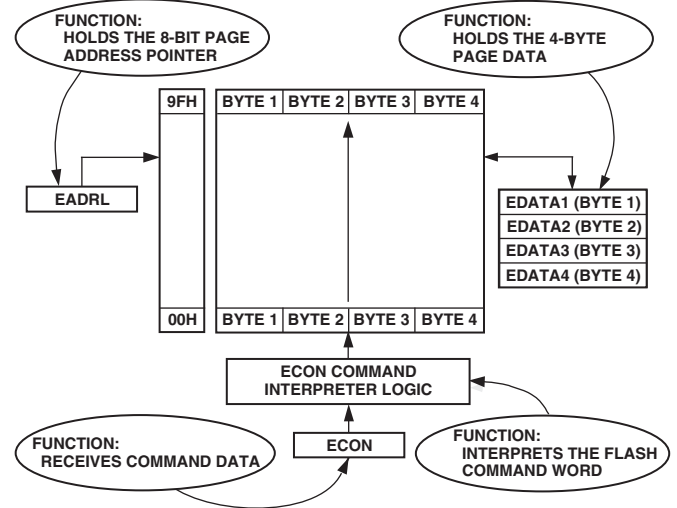 FUNCTION:
HOLDS THE 8-BIT PAGE
ADDRESS POINTER
FUNCTION:
HOLDS THE 4-BYTE
PAGE DATA
9FH
BYTE 1 BYTE 2 BYTE 3 BYTE 4
EADRL
EDATA1 (BYTE 1)
EDATA2 (BYTE 2)
EDATA3 (BYTE 3)
EDATA4 (BYTE 4)
00H
BYTE 1 BYTE 2 BYTE 3 BYTE 4
ECON COMMAND
INTERPRETER LOGIC
FUNCTION:
RECEIVES COMMAND DATA
ECON
FUNCTION:
INTERPRETS THE FLASH
COMMAND WORD